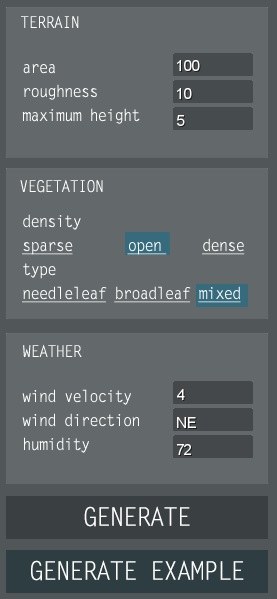 TERRAIN
area 100
roughness 10
maximum height 5
VEGETATION
density
sparse open dense
type
needleleaf broadleaf mixed
WEATHER
wind velocity 4
wind direction NE
humidity 72
GENERATE
GENERATE EXAMPLE